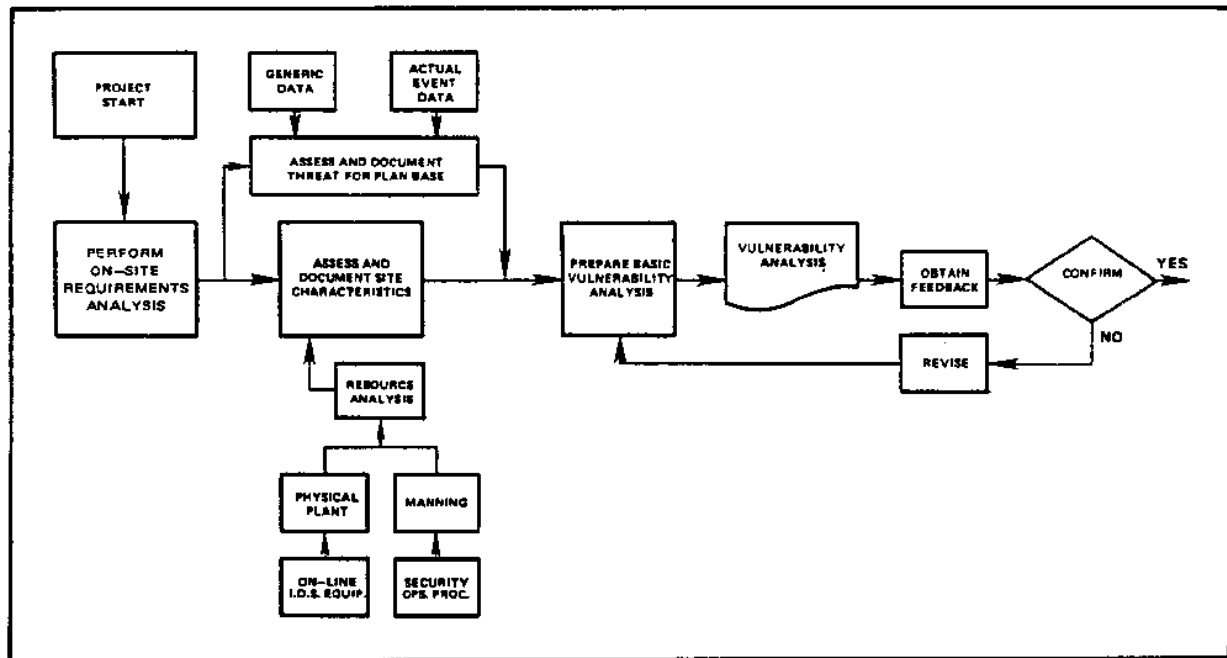 PROJECT
START
GENERIC
DATA
ACTUAL
EVENT
DATA
ASSESS AND DOCUMENT
THREAT FOR PLAN BASE
PERFORM
ON-SITE
REQUIREMENTS
ANALYSIS
ASSESS AND
DOCUMENT SITE
CHARACTERISTICS
PREPARE BASIC
VULNERABILITY
ANALYSIS
VULNERABILITY
ANALYSIS
OBTAIN
FEEDBACK
CONFIRM
YES
NO
REVISE
REBOURCE
ANALYSIS
PHYSICAL
PLANT
MANNING
ON-LINE
I.D.S. EQUIP.
SECURITY
OPS. PROC.